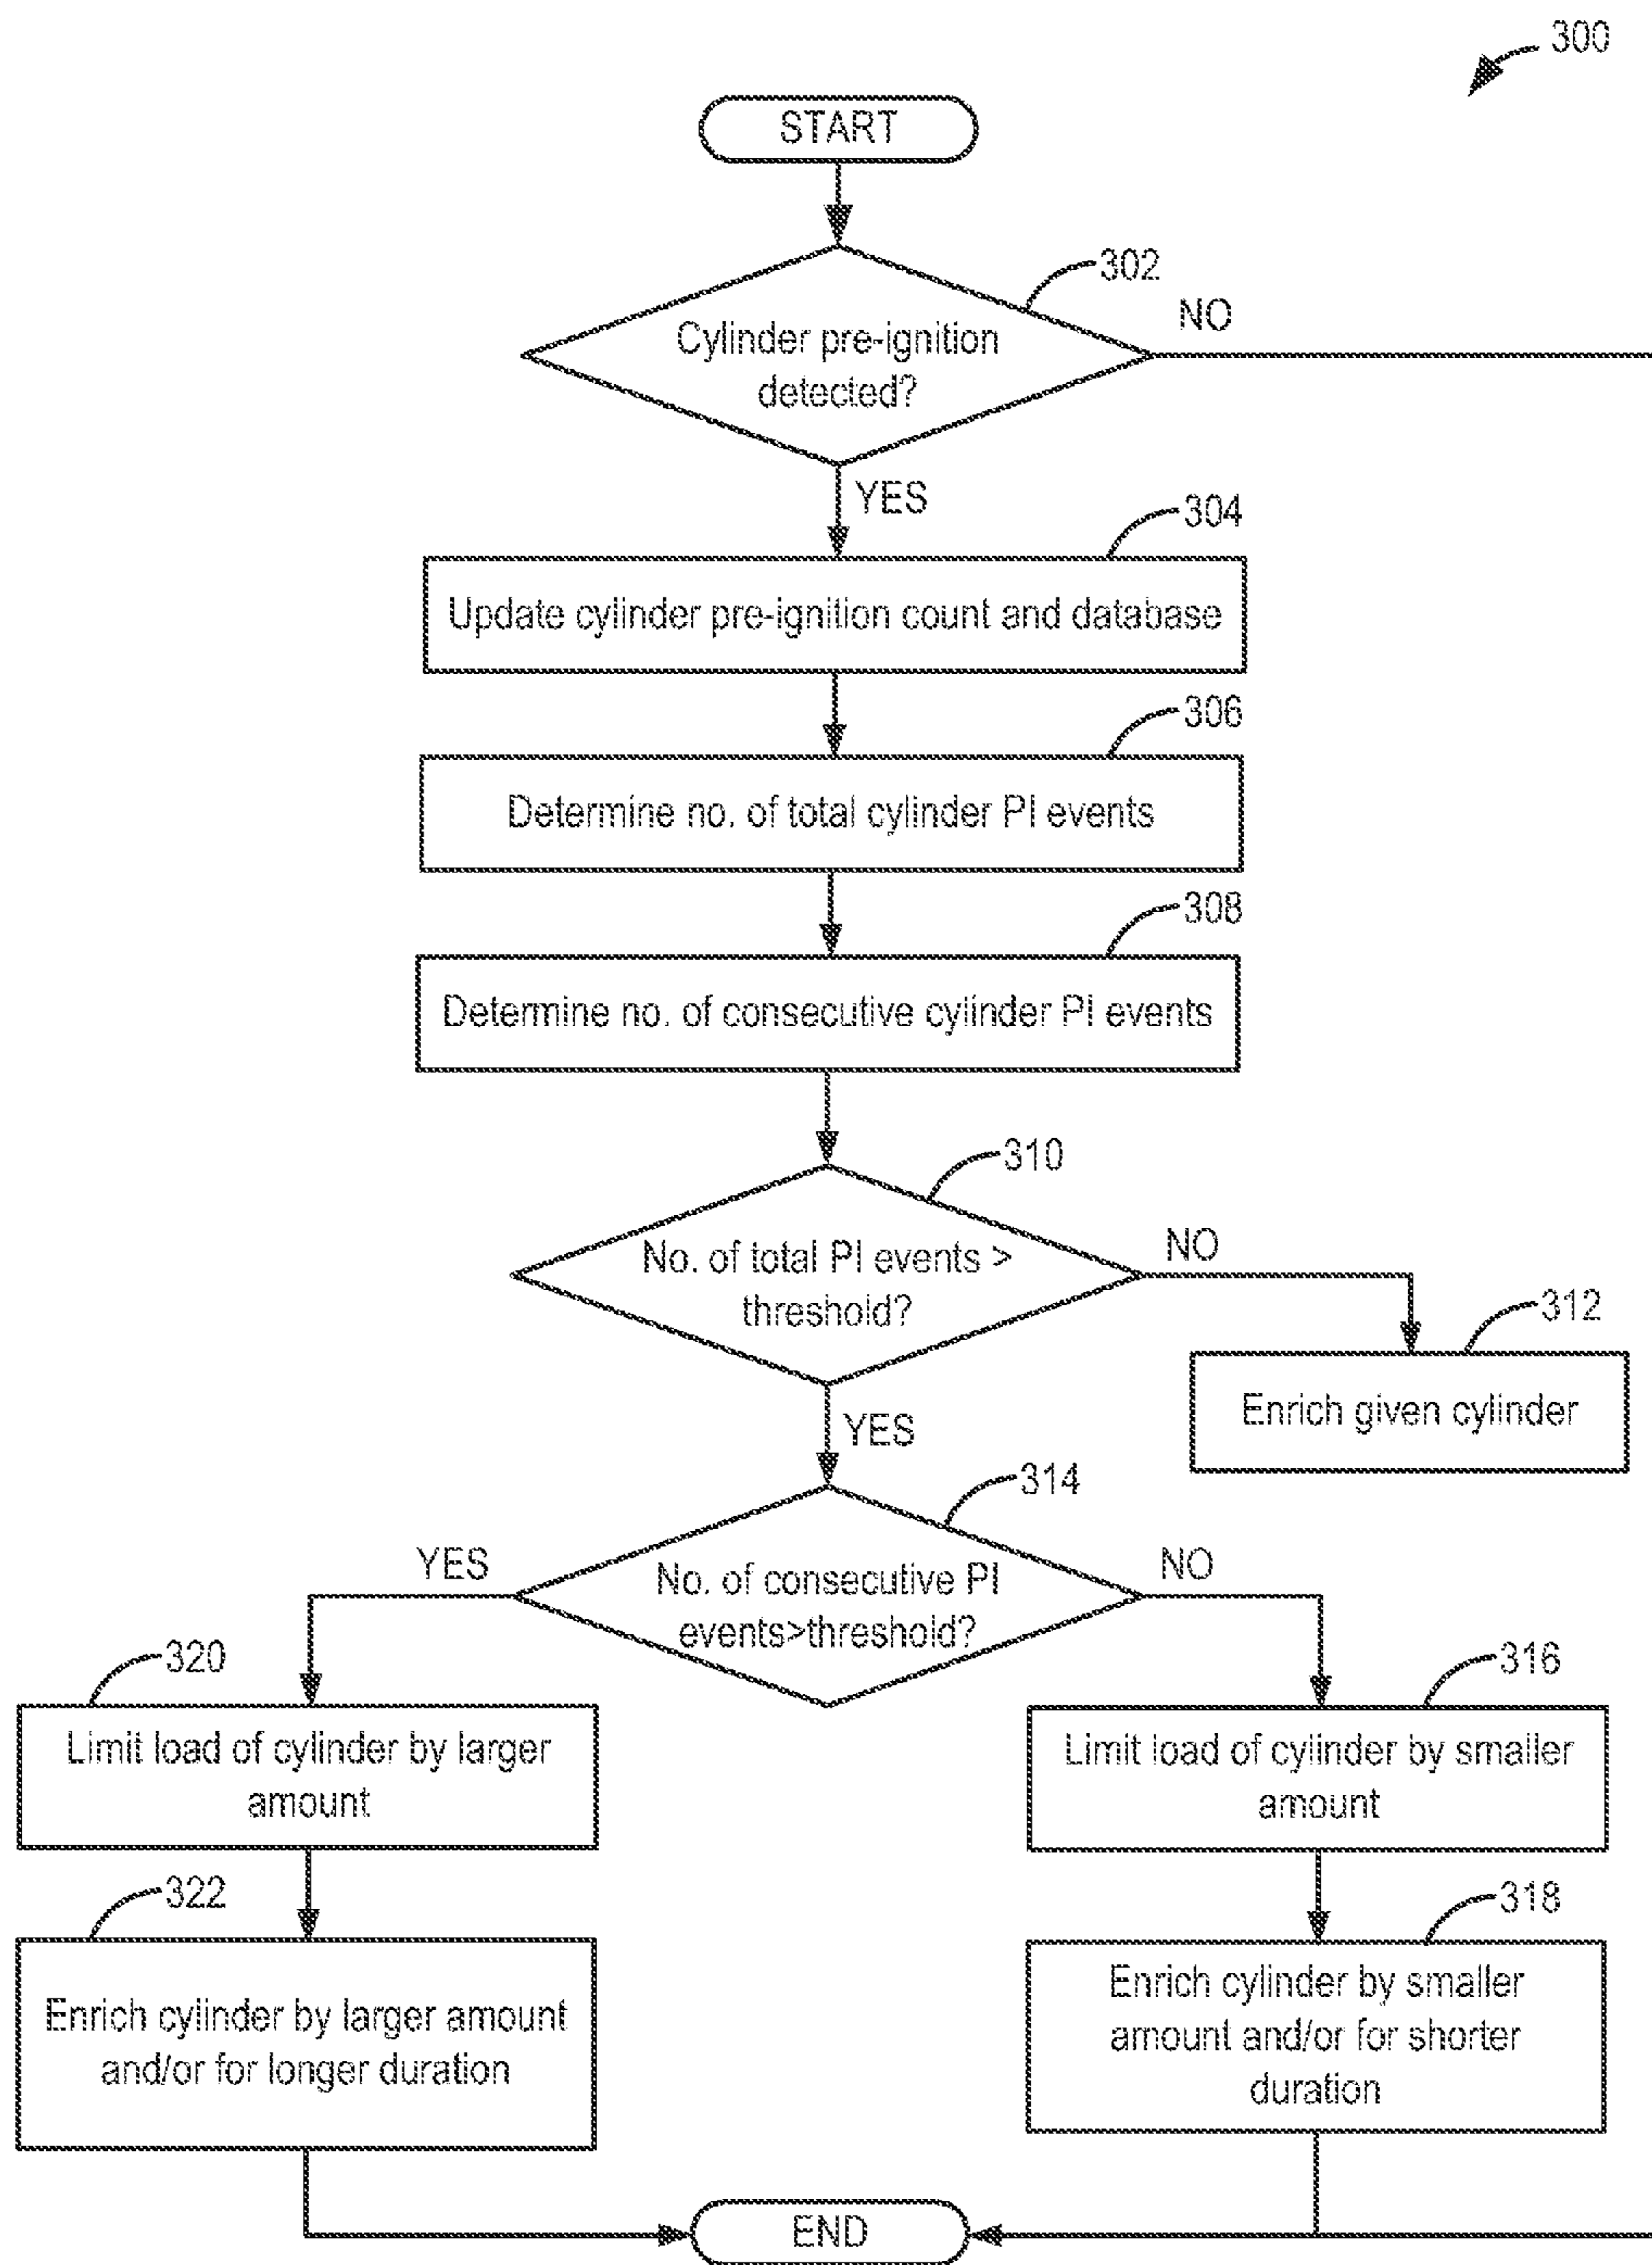 300
START
302
NO
Cylinder pre-ignition
detected?
YES
304
Update cylinder pre-ignition count and database
306
Determine no. of total cylinder PI events
308
Determine no. of consecutive cylinder PI events
310
No. of total PI events >
threshold?
NO
312
Enrich given cylinder
YES
314
YES
NO
No. of consecutive PI
events>threshold?
320
316
Limit load of cylinder by larger
amount
Limit load of cylinder by smaller
amount
322
318
Enrich cylinder by larger amount
and/or for longer duration
Enrich cylinder by smaller
amount and/or for shorter
duration
END